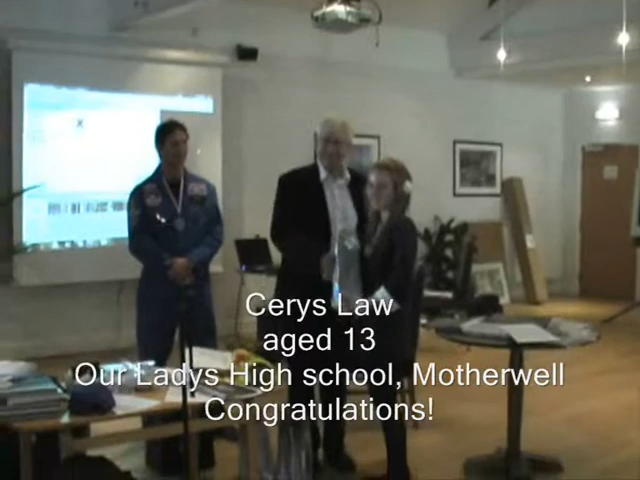 Cerys Law
aged 13
Our Ladys High school, Motherwell
Congratulations!